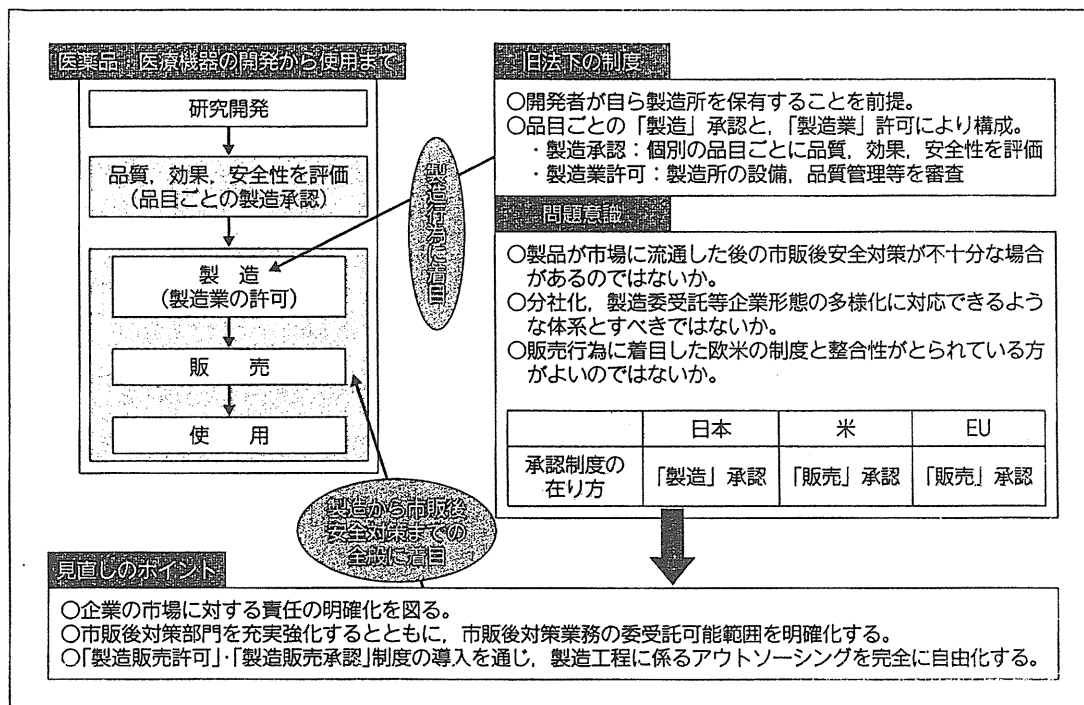 医薬品・医療機器の開発から使用まで
研究開発
品質，効果，安全性を評価
（品目ごとの製造承認）
製　造
（製造業の許可）
販　売
使　用
製造行為に着目
製造から市販後
安全対策までの
全般に着目
旧法下の制度
○開発者が自ら製造所を保有することを前提。
○品目ごとの「製造」承認と，「製造業」許可により構成。
・製造承認：個別の品目ごとに品質，効果，安全性を評価
・製造業許可：製造所の設備，品質管理等を審査
問題意識
○製品が市場に流通した後の市販後安全対策が不十分な場合
があるのではないか。
○分社化，製造委受託等企業形態の多様化に対応できるよう
な体系とすべきではないか。
○販売行為に着目した欧米の制度と整合性がとられている方
がよいのではないか。
日本　米　EU
承認制度の
在り方　「製造」承認　「販売」承認　「販売」承認
見直しのポイント
○企業の市場に対する責任の明確化を図る。
○市販後対策部門を充実強化するとともに，市販後対策業務の委受託可能範囲を明確化する。
○「製造販売許可」・「製造販売承認」制度の導入を通じ，製造工程に係るアウトソーシングを完全に自由化する。